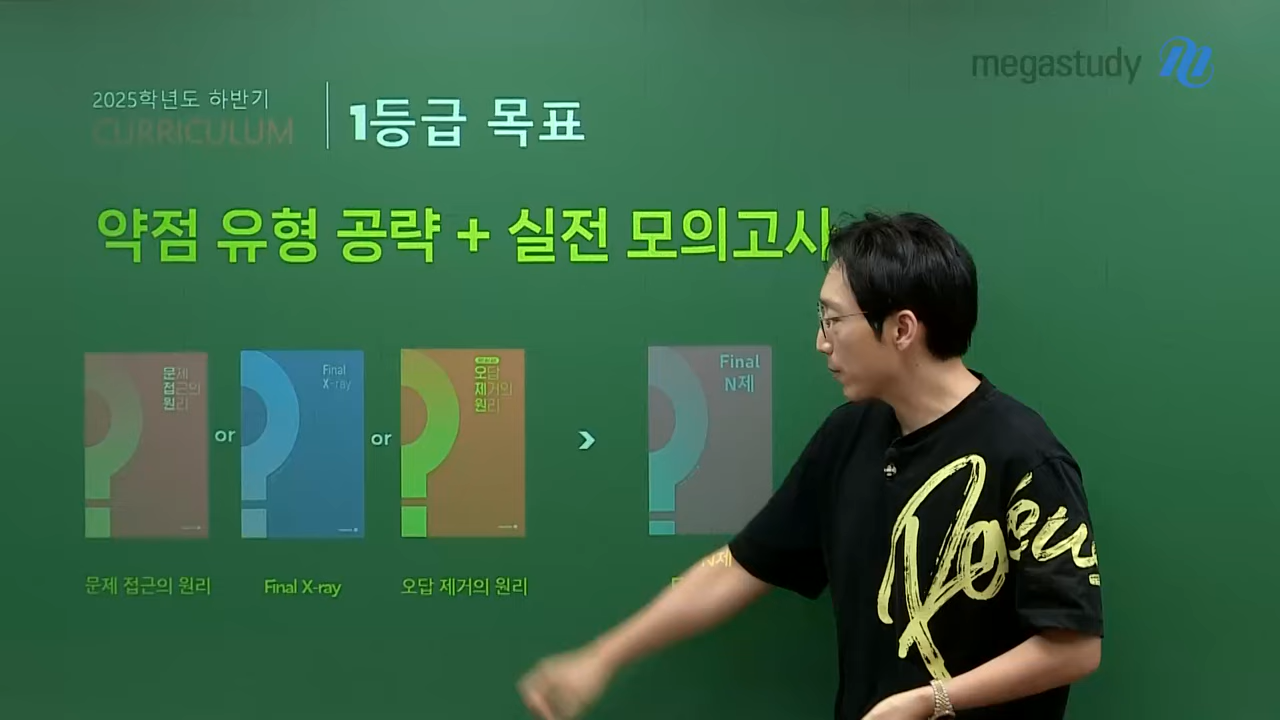 megastudy
2025학년도 하반기
CURRICULUM
1등급 목표
약점 유형 공략 + 실전 모의고사
문제
접근의
원리
or
Final
X-ray
or
오답
제거의
원리
›
Final
N제
문제 접근의 원리
Final X-ray
오답 제거의 원리
N제